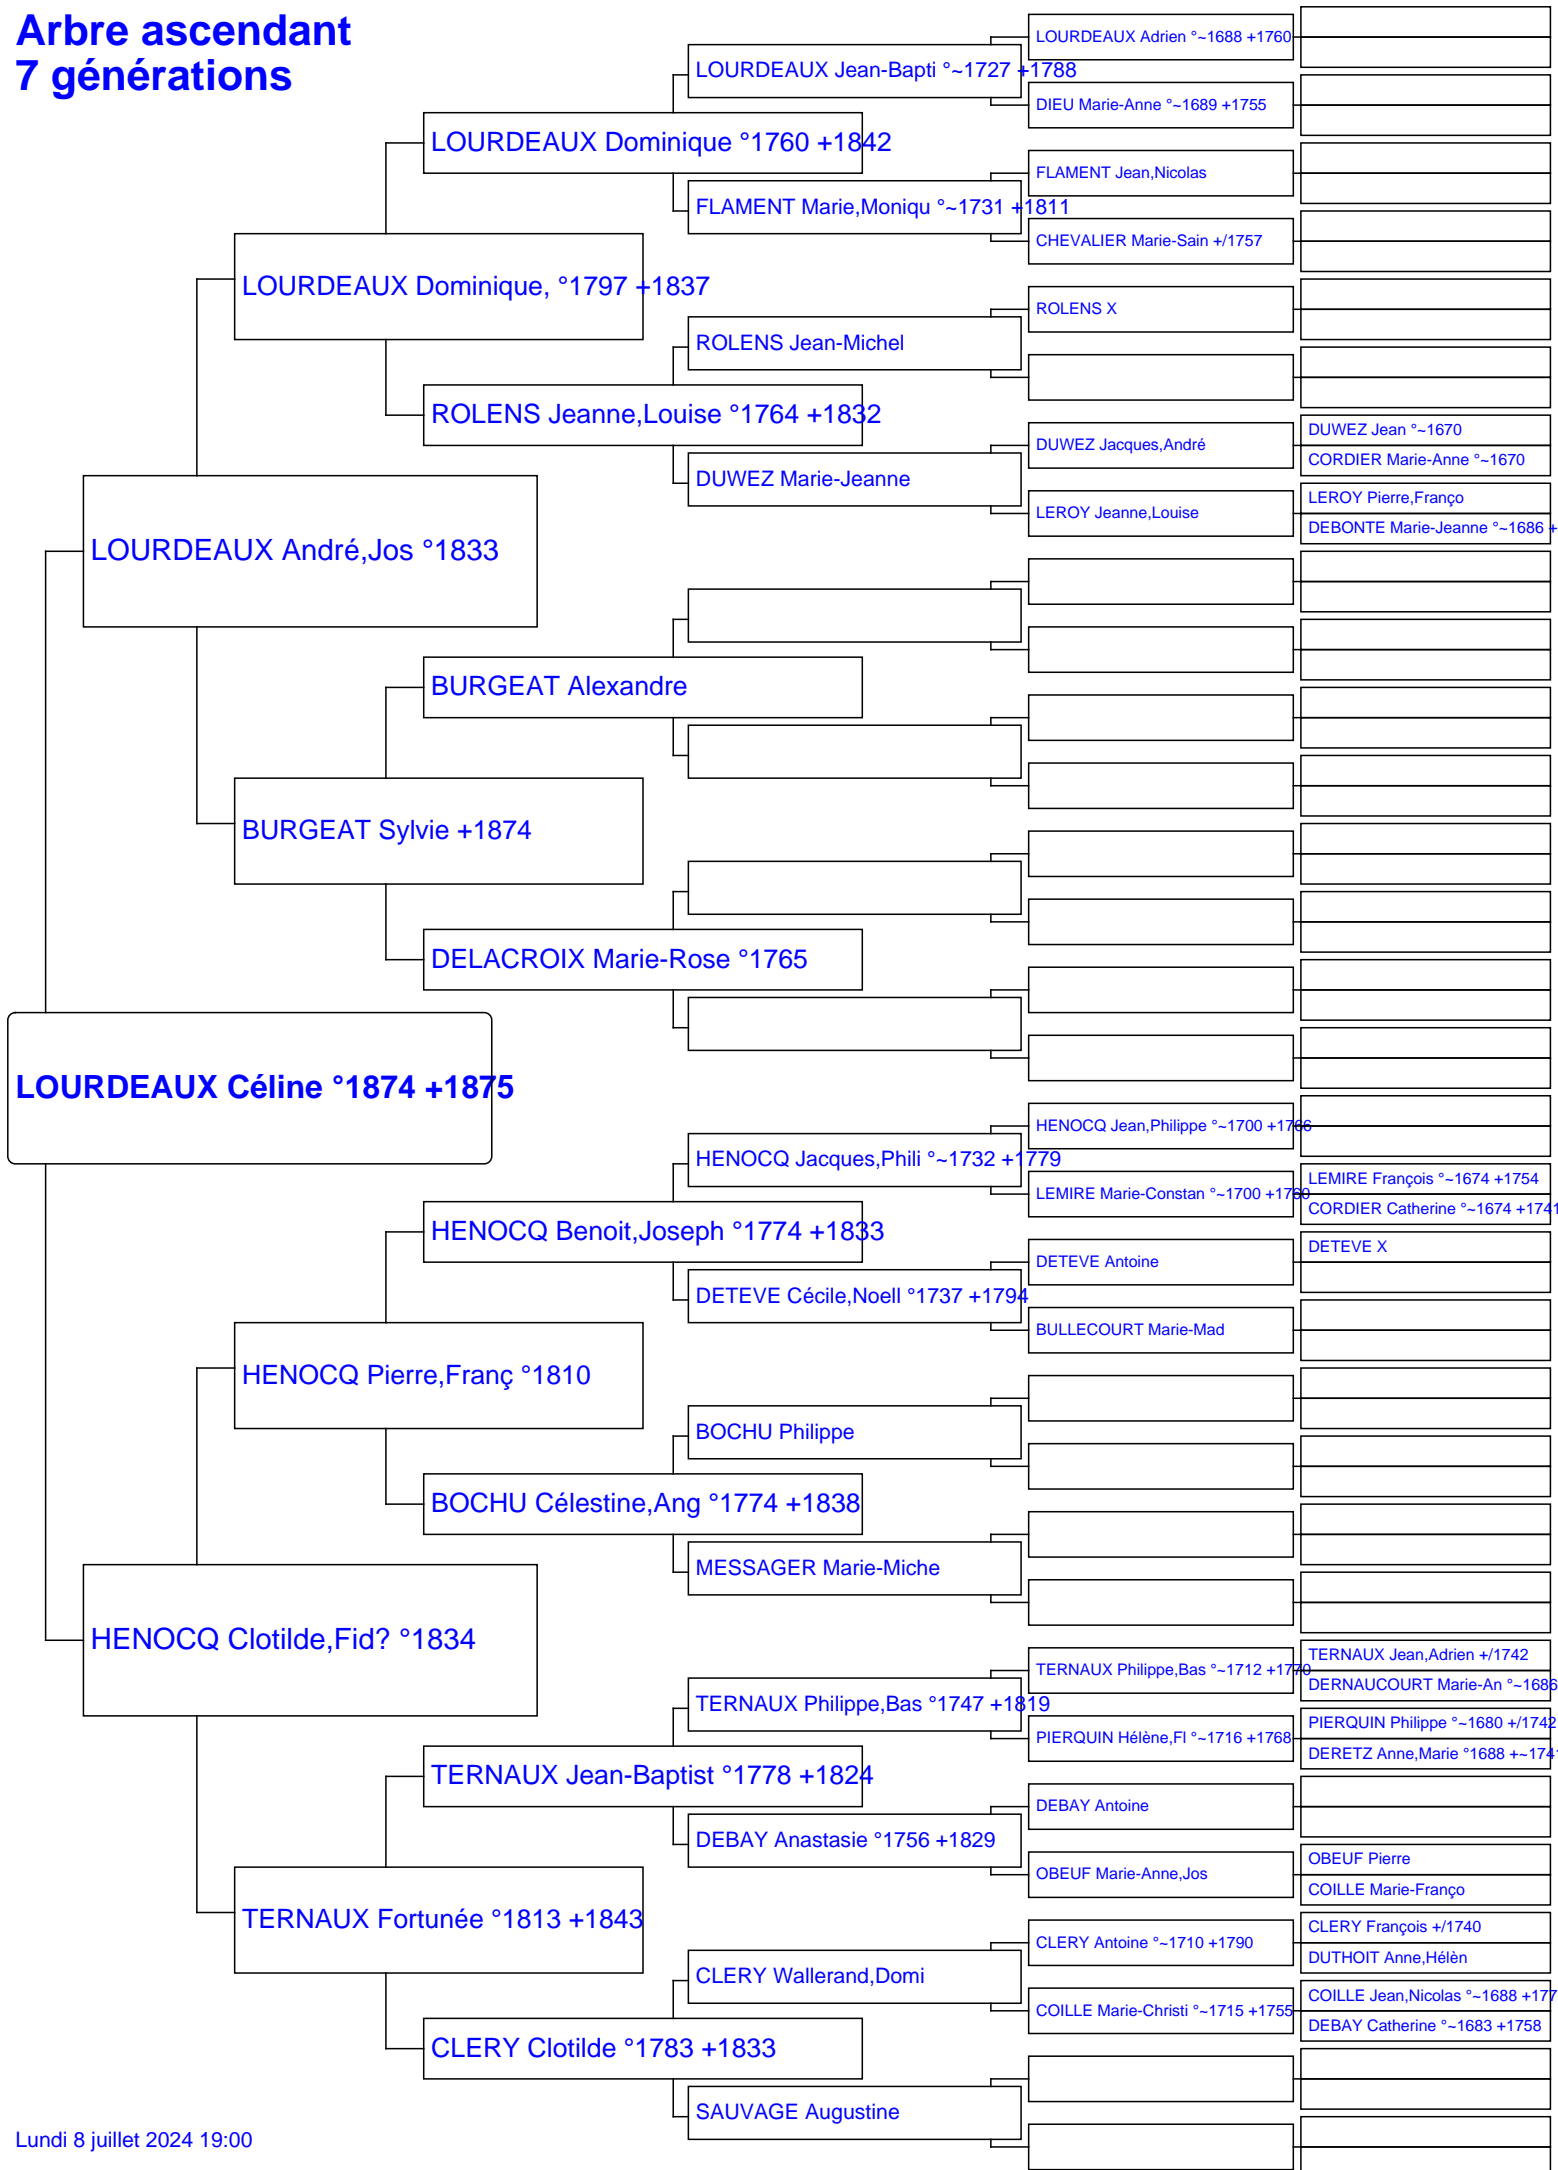 Arbre ascendant
7 générations
LOURDEAUX Adrien °~1688 +1760
LOURDEAUX Jean-Bapti °~1727 +1788
DIEU Marie-Anne °~1689 +1755
LOURDEAUX Dominique °1760 +1842
FLAMENT Jean,Nicolas
FLAMENT Marie,Moniqu °~1731 +1811
CHEVALIER Marie-Sain +/1757
LOURDEAUX Dominique, °1797 +1837
ROLENS X
ROLENS Jean-Michel
ROLENS Jeanne,Louise °1764 +1832
DUWEZ Jean °~1670
DUWEZ Jacques,André
CORDIER Marie-Anne °~1670
DUWEZ Marie-Jeanne
LEROY Pierre,Franço
LEROY Jeanne,Louise
DEBONTE Marie-Jeanne °~1686 +
LOURDEAUX André,Jos °1833
BURGEAT Alexandre
BURGEAT Sylvie +1874
DELACROIX Marie-Rose °1765
LOURDEAUX Céline °1874 +1875
HENOCQ Jean,Philippe °~1700 +1766
HENOCQ Jacques,Phili °~1732 +1779
LEMIRE François °~1674 +1754
LEMIRE Marie-Constan °~1700 +1760
CORDIER Catherine °~1674 +1741
HENOCQ Benoit,Joseph °1774 +1833
DETEVE X
DETEVE Antoine
DETEVE Cécile,Noell °1737 +1794
BULLECOURT Marie-Mad
HENOCQ Pierre,Franç °1810
BOCHU Philippe
BOCHU Célestine,Ang °1774 +1838
MESSAGER Marie-Miche
HENOCQ Clotilde,Fid? °1834
TERNAUX Jean,Adrien +/1742
TERNAUX Philippe,Bas °~1712 +1770
DERNAUCOURT Marie-An °~1686
TERNAUX Philippe,Bas °1747 +1819
PIERQUIN Philippe °~1680 +/1742
PIERQUIN Hélène,Fl °~1716 +1768
DERETZ Anne,Marie °1688 +~1741
TERNAUX Jean-Baptist °1778 +1824
DEBAY Antoine
DEBAY Anastasie °1756 +1829
OBEUF Pierre
OBEUF Marie-Anne,Jos
COILLE Marie-Franço
TERNAUX Fortunée °1813 +1843
CLERY François +/1740
CLERY Antoine °~1710 +1790
DUTHOIT Anne,Hélèn
CLERY Wallerand,Domi
COILLE Jean,Nicolas °~1688 +177
COILLE Marie-Christi °~1715 +1755
DEBAY Catherine °~1683 +1758
CLERY Clotilde °1783 +1833
SAUVAGE Augustine
Lundi 8 juillet 2024 19:00